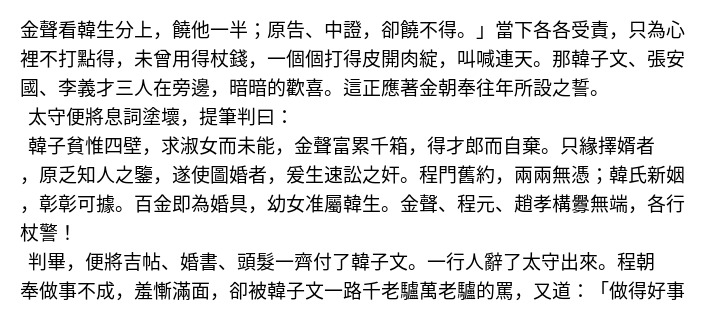 金聲看韓生分上，饒他一半；原告、中證，卻饒不得。」當下各各受責，只為心
裡不打點得，未曾用得杖錢，一個個打得皮開肉綻，叫喊連天。那韓子文、張安
國、李義才三人在旁邊，暗暗的歡喜。這正應著金朝奉往年所設之誓。
太守便將息詞塗壞，提筆判曰：
韓子貧惟四壁，求淑女而未能，金聲富累千箱，得才郎而自棄。只緣擇婿者
，原乏知人之鑒，遂使圖婚者，爰生速訟之奸。程門舊約，兩兩無憑；韓氏新姻
，彰彰可據。百金即為婚具，幼女准屬韓生。金聲、程元、趙孝構釁無端，各行
杖警！
判畢，便將吉帖、婚書、頭髮一齊付了韓子文。一行人辭了太守出來。程朝
奉做事不成，羞慚滿面，卻被韓子文一路千老驢萬老驢的罵，又道：「做得好事